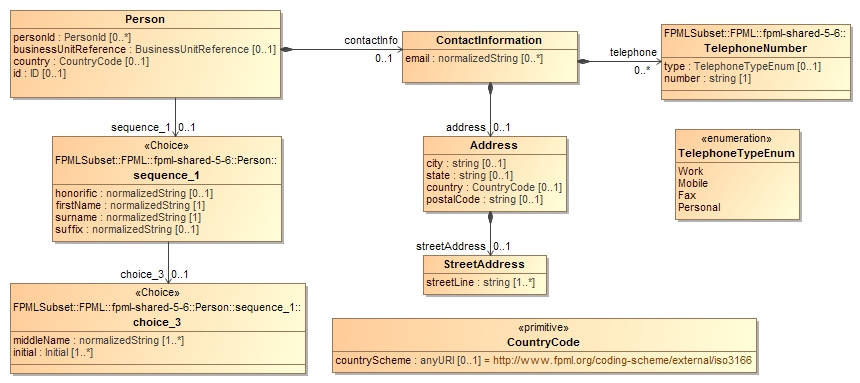 Person
personId : PersonId [0..*]
businessUnitReference : BusinessUnitReference [0..1]
country : CountryCode [0..1]
id : ID [0..1]
contactInfo
0..1
ContactInformation
email : normalizedString [0..*]
telephone
0..*
FPMLSubset::FPML::fpml-shared-5-6::
TelephoneNumber
type : TelephoneTypeEnum [0..1]
number : string [1]
sequence_1 0..1
«Choice»
FPMLSubset::FPML::fpml-shared-5-6::Person::
sequence_1
honorific : normalizedString [0..1]
firstName : normalizedString [1]
surname : normalizedString [1]
suffix : normalizedString [0..1]
address 0..1
Address
city : string [0..1]
state : string [0..1]
country : CountryCode [0..1]
postalCode : string [0..1]
«enumeration»
TelephoneTypeEnum
Work
Mobile
Fax
Personal
streetAddress 0..1
StreetAddress
streetLine : string [1..*]
choice_3 0..1
«Choice»
FPMLSubset::FPML::fpml-shared-5-6::Person::sequence_1::
choice_3
middleName : normalizedString [1..*]
initial : Initial [1..*]
«primitive»
CountryCode
countryScheme : anyURI [0..1] = http://www.fpml.org/coding-scheme/external/iso3166